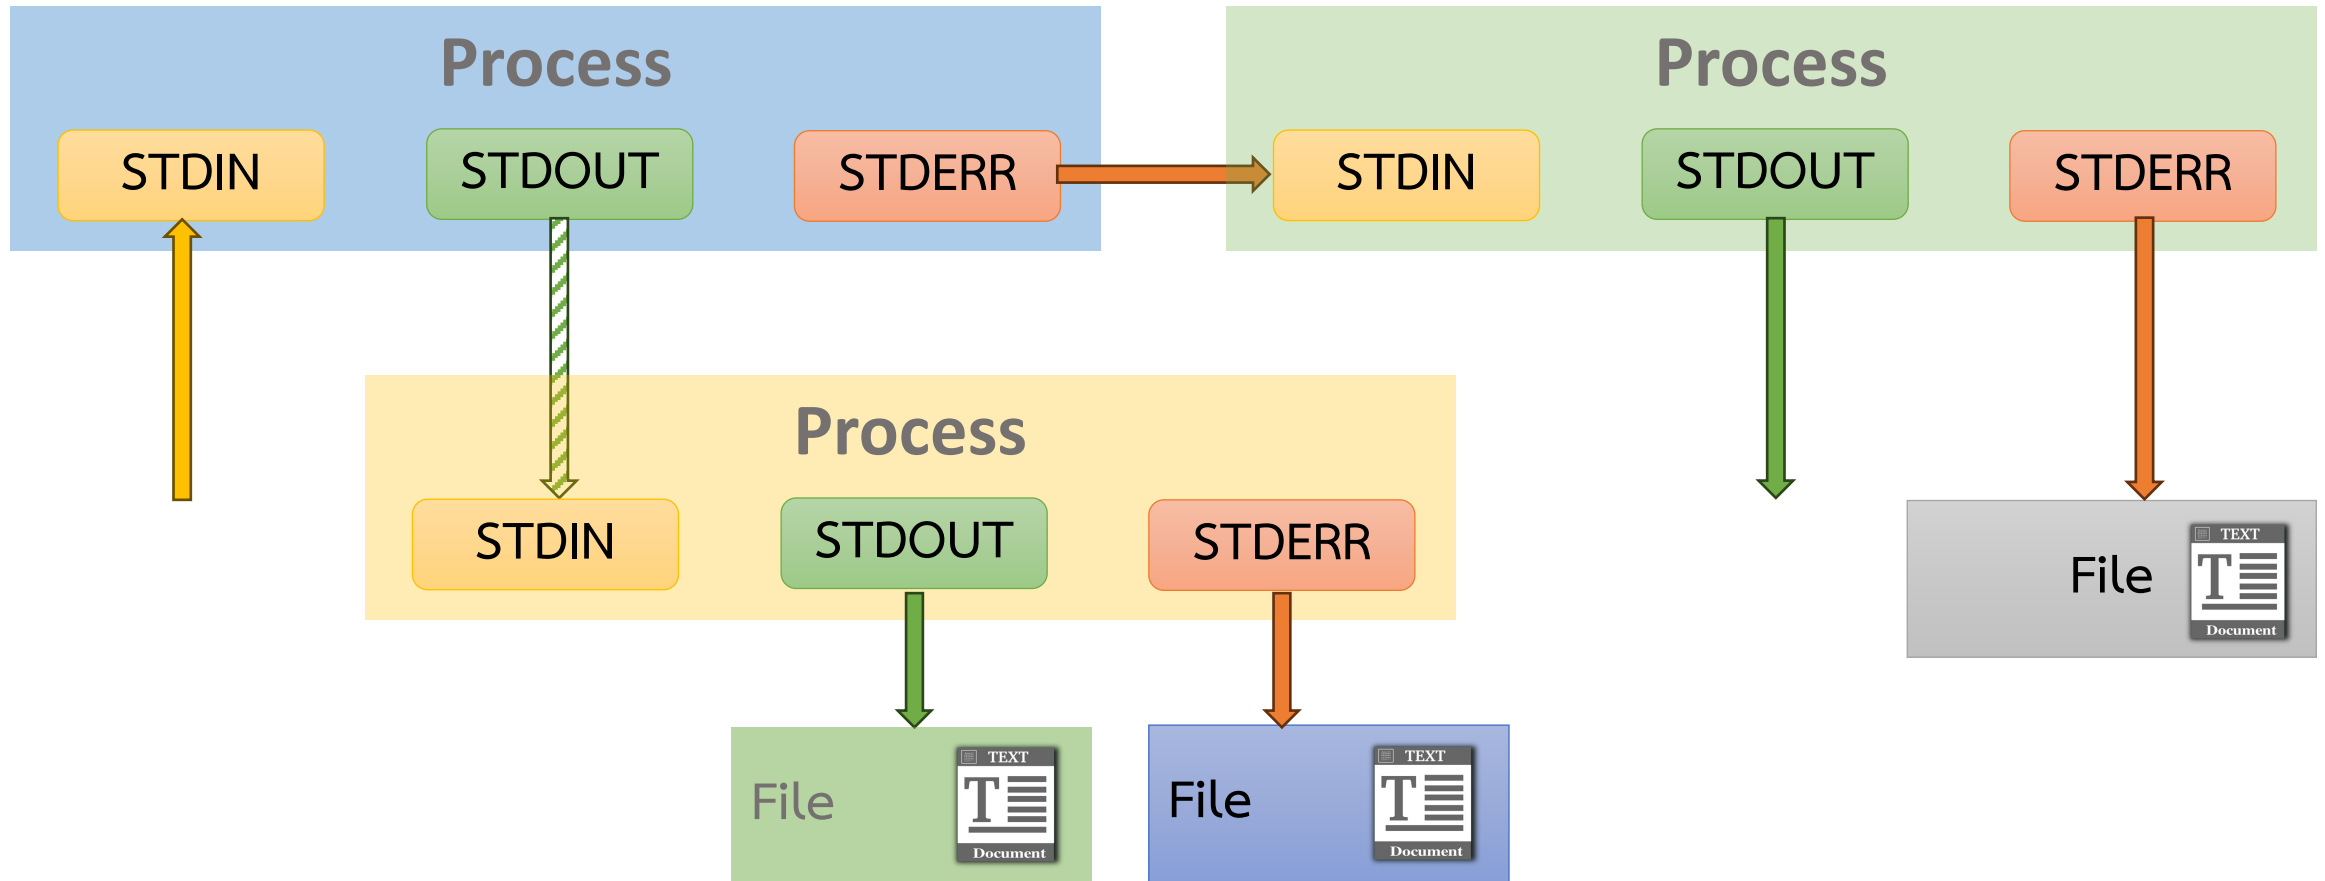 Process
STDIN
STDOUT
STDERR
Process
STDIN
STDOUT
STDERR
Process
STDIN
STDOUT
STDERR
File
TEXT
T
Document
File
TEXT
T
Document
File
TEXT
T
Document